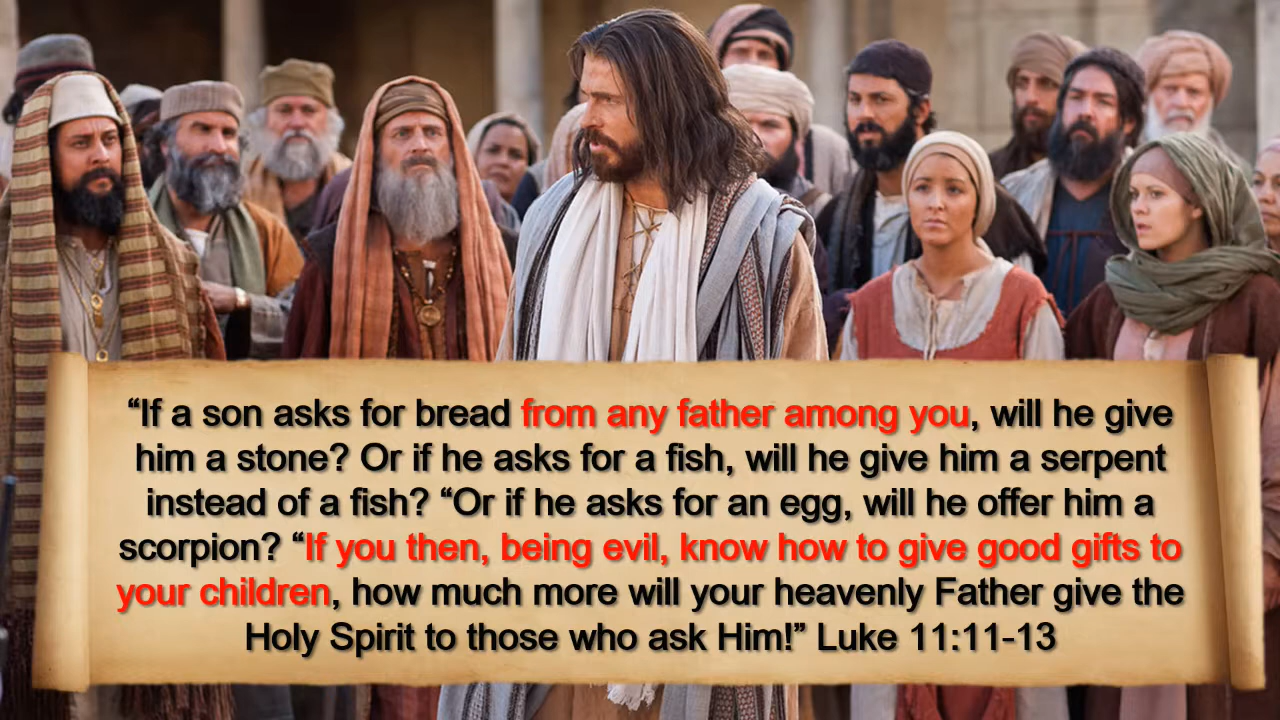 “If a son asks for bread from any father among you, will he give
him a stone? Or if he asks for a fish, will he give him a serpent
instead of a fish? “Or if he asks for an egg, will he offer him a
scorpion? “If you then, being evil, know how to give good gifts to
your children, how much more will your heavenly Father give the
Holy Spirit to those who ask Him!” Luke 11:11-13